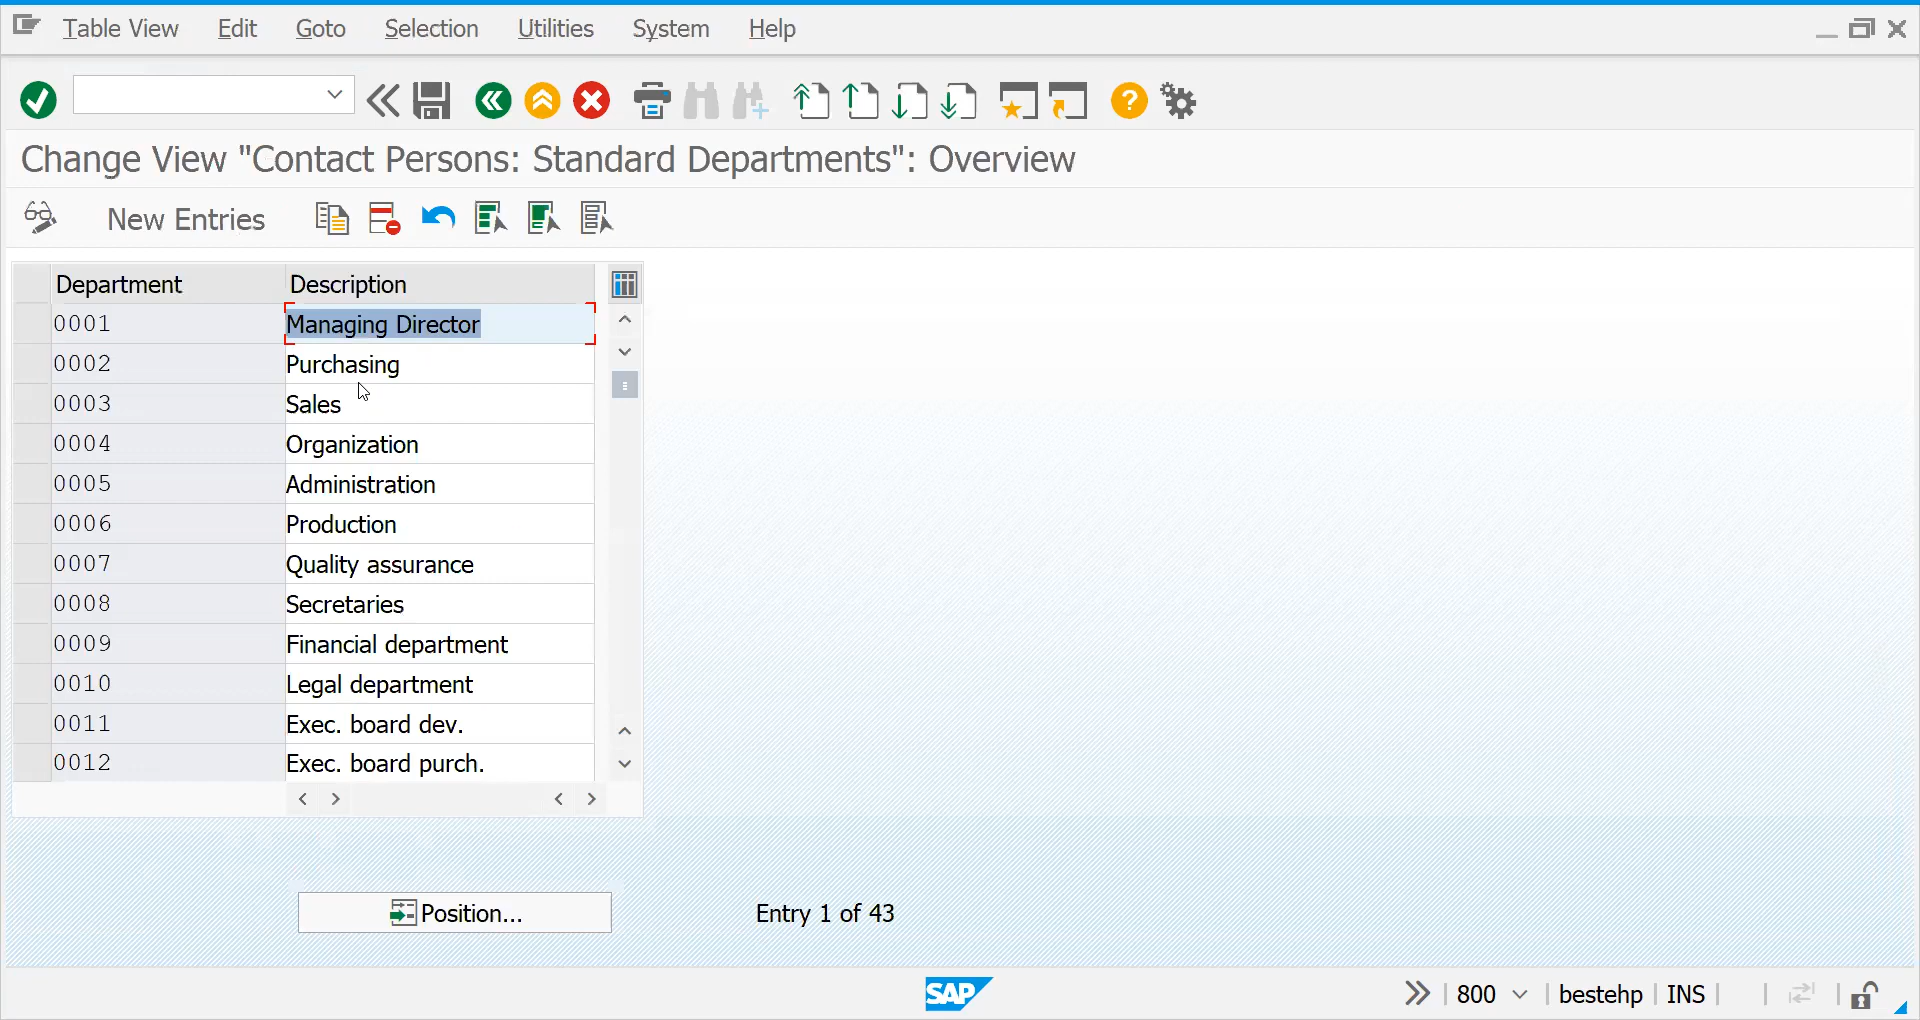 Table View Edit Goto Selection Utilities System Help
Change View "Contact Persons: Standard Departments": Overview
New Entries
Department Description
0001 Managing Director
0002 Purchasing
0003 Sales
0004 Organization
0005 Administration
0006 Production
0007 Quality assurance
0008 Secretaries
0009 Financial department
0010 Legal department
0011 Exec. board dev.
0012 Exec. board purch.
Position... Entry 1 of 43
SAP 800 bestehp INS